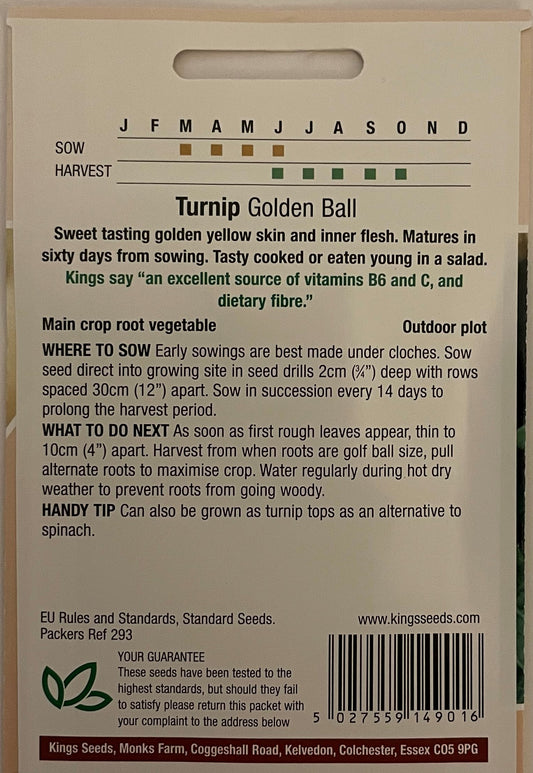 J F M A M J J A S O N D
SOW
HARVEST
Turnip Golden Ball
Sweet tasting golden yellow skin and inner flesh. Matures in
sixty days from sowing. Tasty cooked or eaten young in a salad.
Kings say “an excellent source of vitamins B6 and C, and
dietary fibre.”
Main crop root vegetable Outdoor plot
WHERE TO SOW Early sowings are best made under cloches. Sow
seed direct into growing site in seed drills 2cm (¾”) deep with rows
spaced 30cm (12”) apart. Sow in succession every 14 days to
prolong the harvest period.
WHAT TO DO NEXT As soon as first rough leaves appear, thin to
10cm (4”) apart. Harvest from when roots are golf ball size, pull
alternate roots to maximise crop. Water regularly during hot dry
weather to prevent roots from going woody.
HANDY TIP Can also be grown as turnip tops as an alternative to
spinach.
EU Rules and Standards, Standard Seeds. www.kingsseeds.com
Packers Ref 293
YOUR GUARANTEE
These seeds have been tested to the
highest standards, but should they fail
to satisfy please return this packet with
your complaint to the address below
5 027559 149016
Kings Seeds, Monks Farm, Coggeshall Road, Kelvedon, Colchester, Essex CO5 9PG